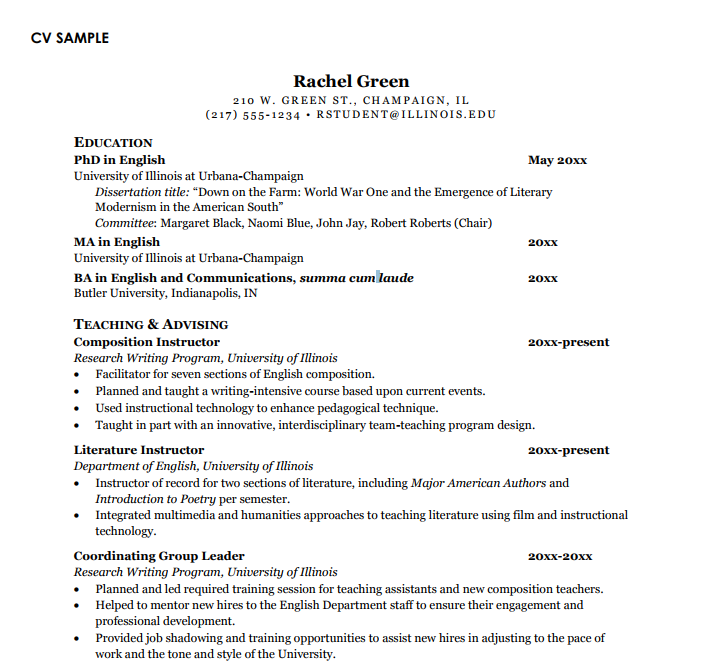 CV SAMPLE
Rachel Green
210 W. GREEN ST., CHAMPAIGN, IL
(217) 555-1234 • RSTUDENT@ILLINOIS.EDU
EDUCATION
PhD in English May 20xx
University of Illinois at Urbana-Champaign
Dissertation title: “Down on the Farm: World War One and the Emergence of Literary
Modernism in the American South”
Committee: Margaret Black, Naomi Blue, John Jay, Robert Roberts (Chair)
MA in English 20xx
University of Illinois at Urbana-Champaign
BA in English and Communications, summa cum laude 20xx
Butler University, Indianapolis, IN
TEACHING & ADVISING
Composition Instructor 20xx-present
Research Writing Program, University of Illinois
• Facilitator for seven sections of English composition.
• Planned and taught a writing-intensive course based upon current events.
• Used instructional technology to enhance pedagogical technique.
• Taught in part with an innovative, interdisciplinary team-teaching program design.
Literature Instructor 20xx-present
Department of English, University of Illinois
• Instructor of record for two sections of literature, including Major American Authors and
Introduction to Poetry per semester.
• Integrated multimedia and humanities approaches to teaching literature using film and instructional
technology.
Coordinating Group Leader 20xx-20xx
Research Writing Program, University of Illinois
• Planned and led required training session for teaching assistants and new composition teachers.
• Helped to mentor new hires to the English Department staff to ensure their engagement and
professional development.
• Provided job shadowing and training opportunities to assist new hires in adjusting to the pace of
work and the tone and style of the University.